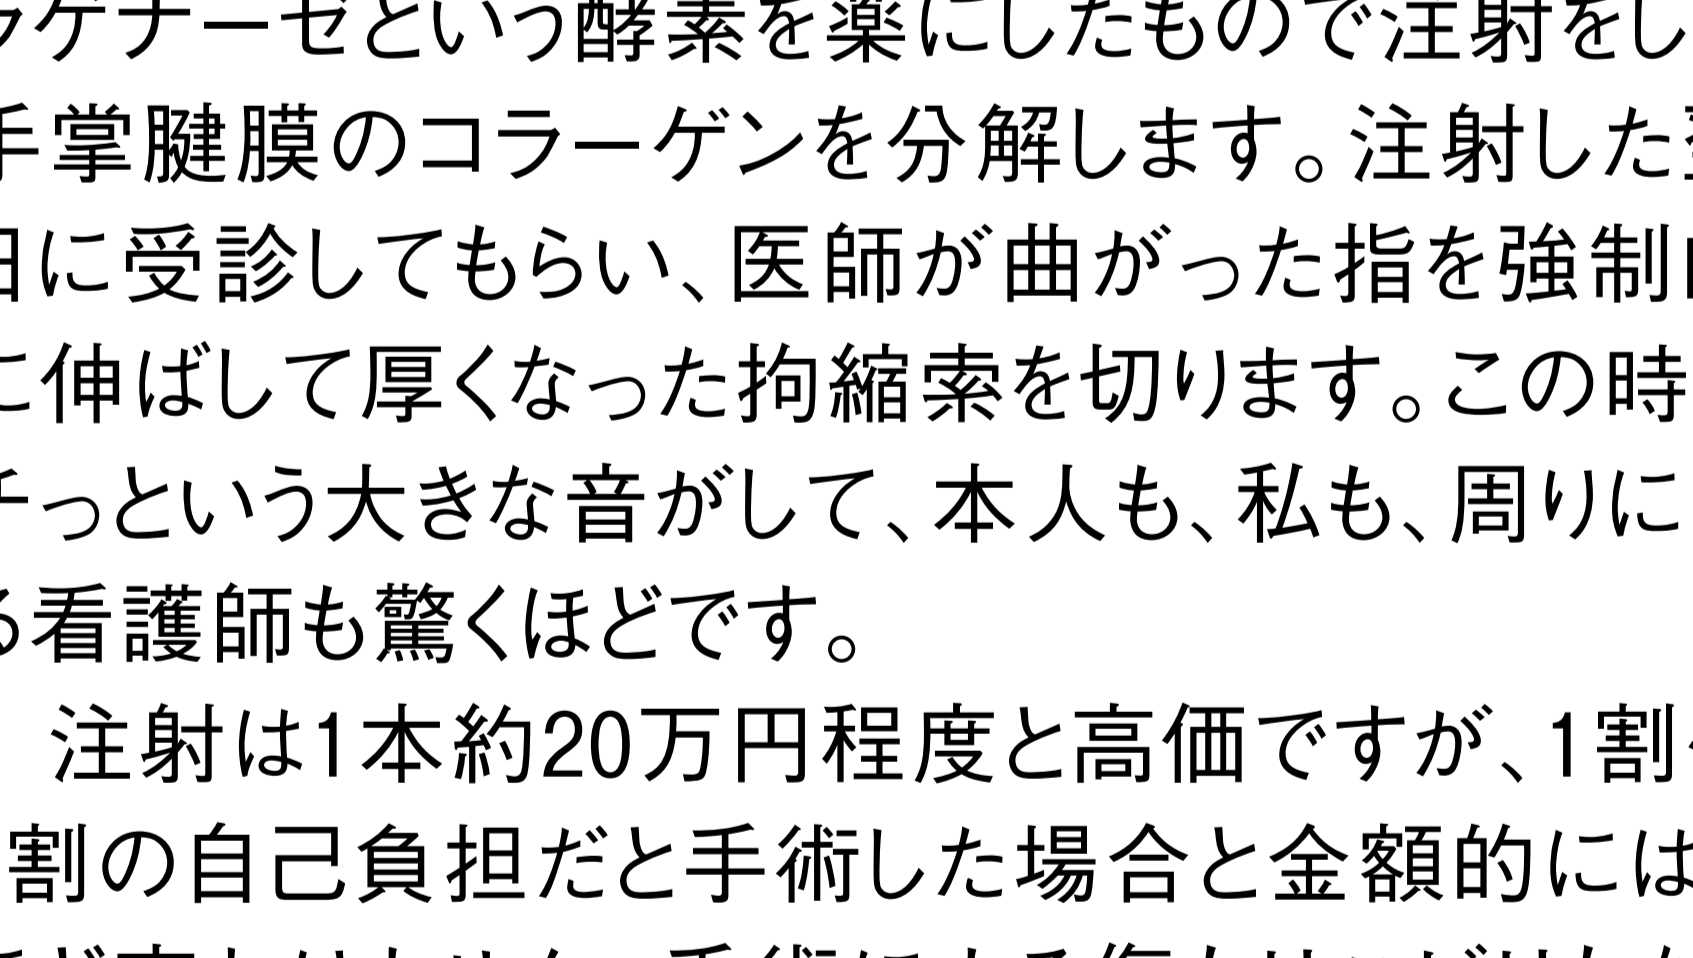 ラゲナーゼという酵素を薬にしたもので注射をし
手掌腱膜のコラーゲンを分解します。注射した翌
日に受診してもらい、医師が曲がった指を強制的
に伸ばして厚くなった拘縮索を切ります。この時
チっという大きな音がして、本人も、私も、周りに
る看護師も驚くほどです。
注射は1本約20万円程度と高価ですが、1割
割の自己負担だと手術した場合と金額的には